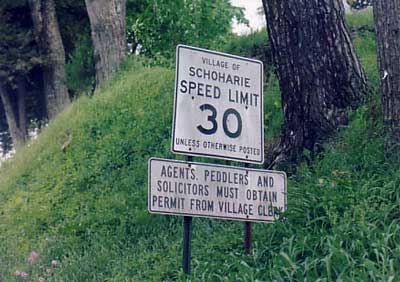 VILLAGE OF
SCHOHARIE
SPEED LIMIT
30
UNLESS OTHERWISE POSTED
AGENTS, PEDDLERS AND
SOLICITORS MUST OBTAIN
PERMIT FROM VILLAGE CLERK